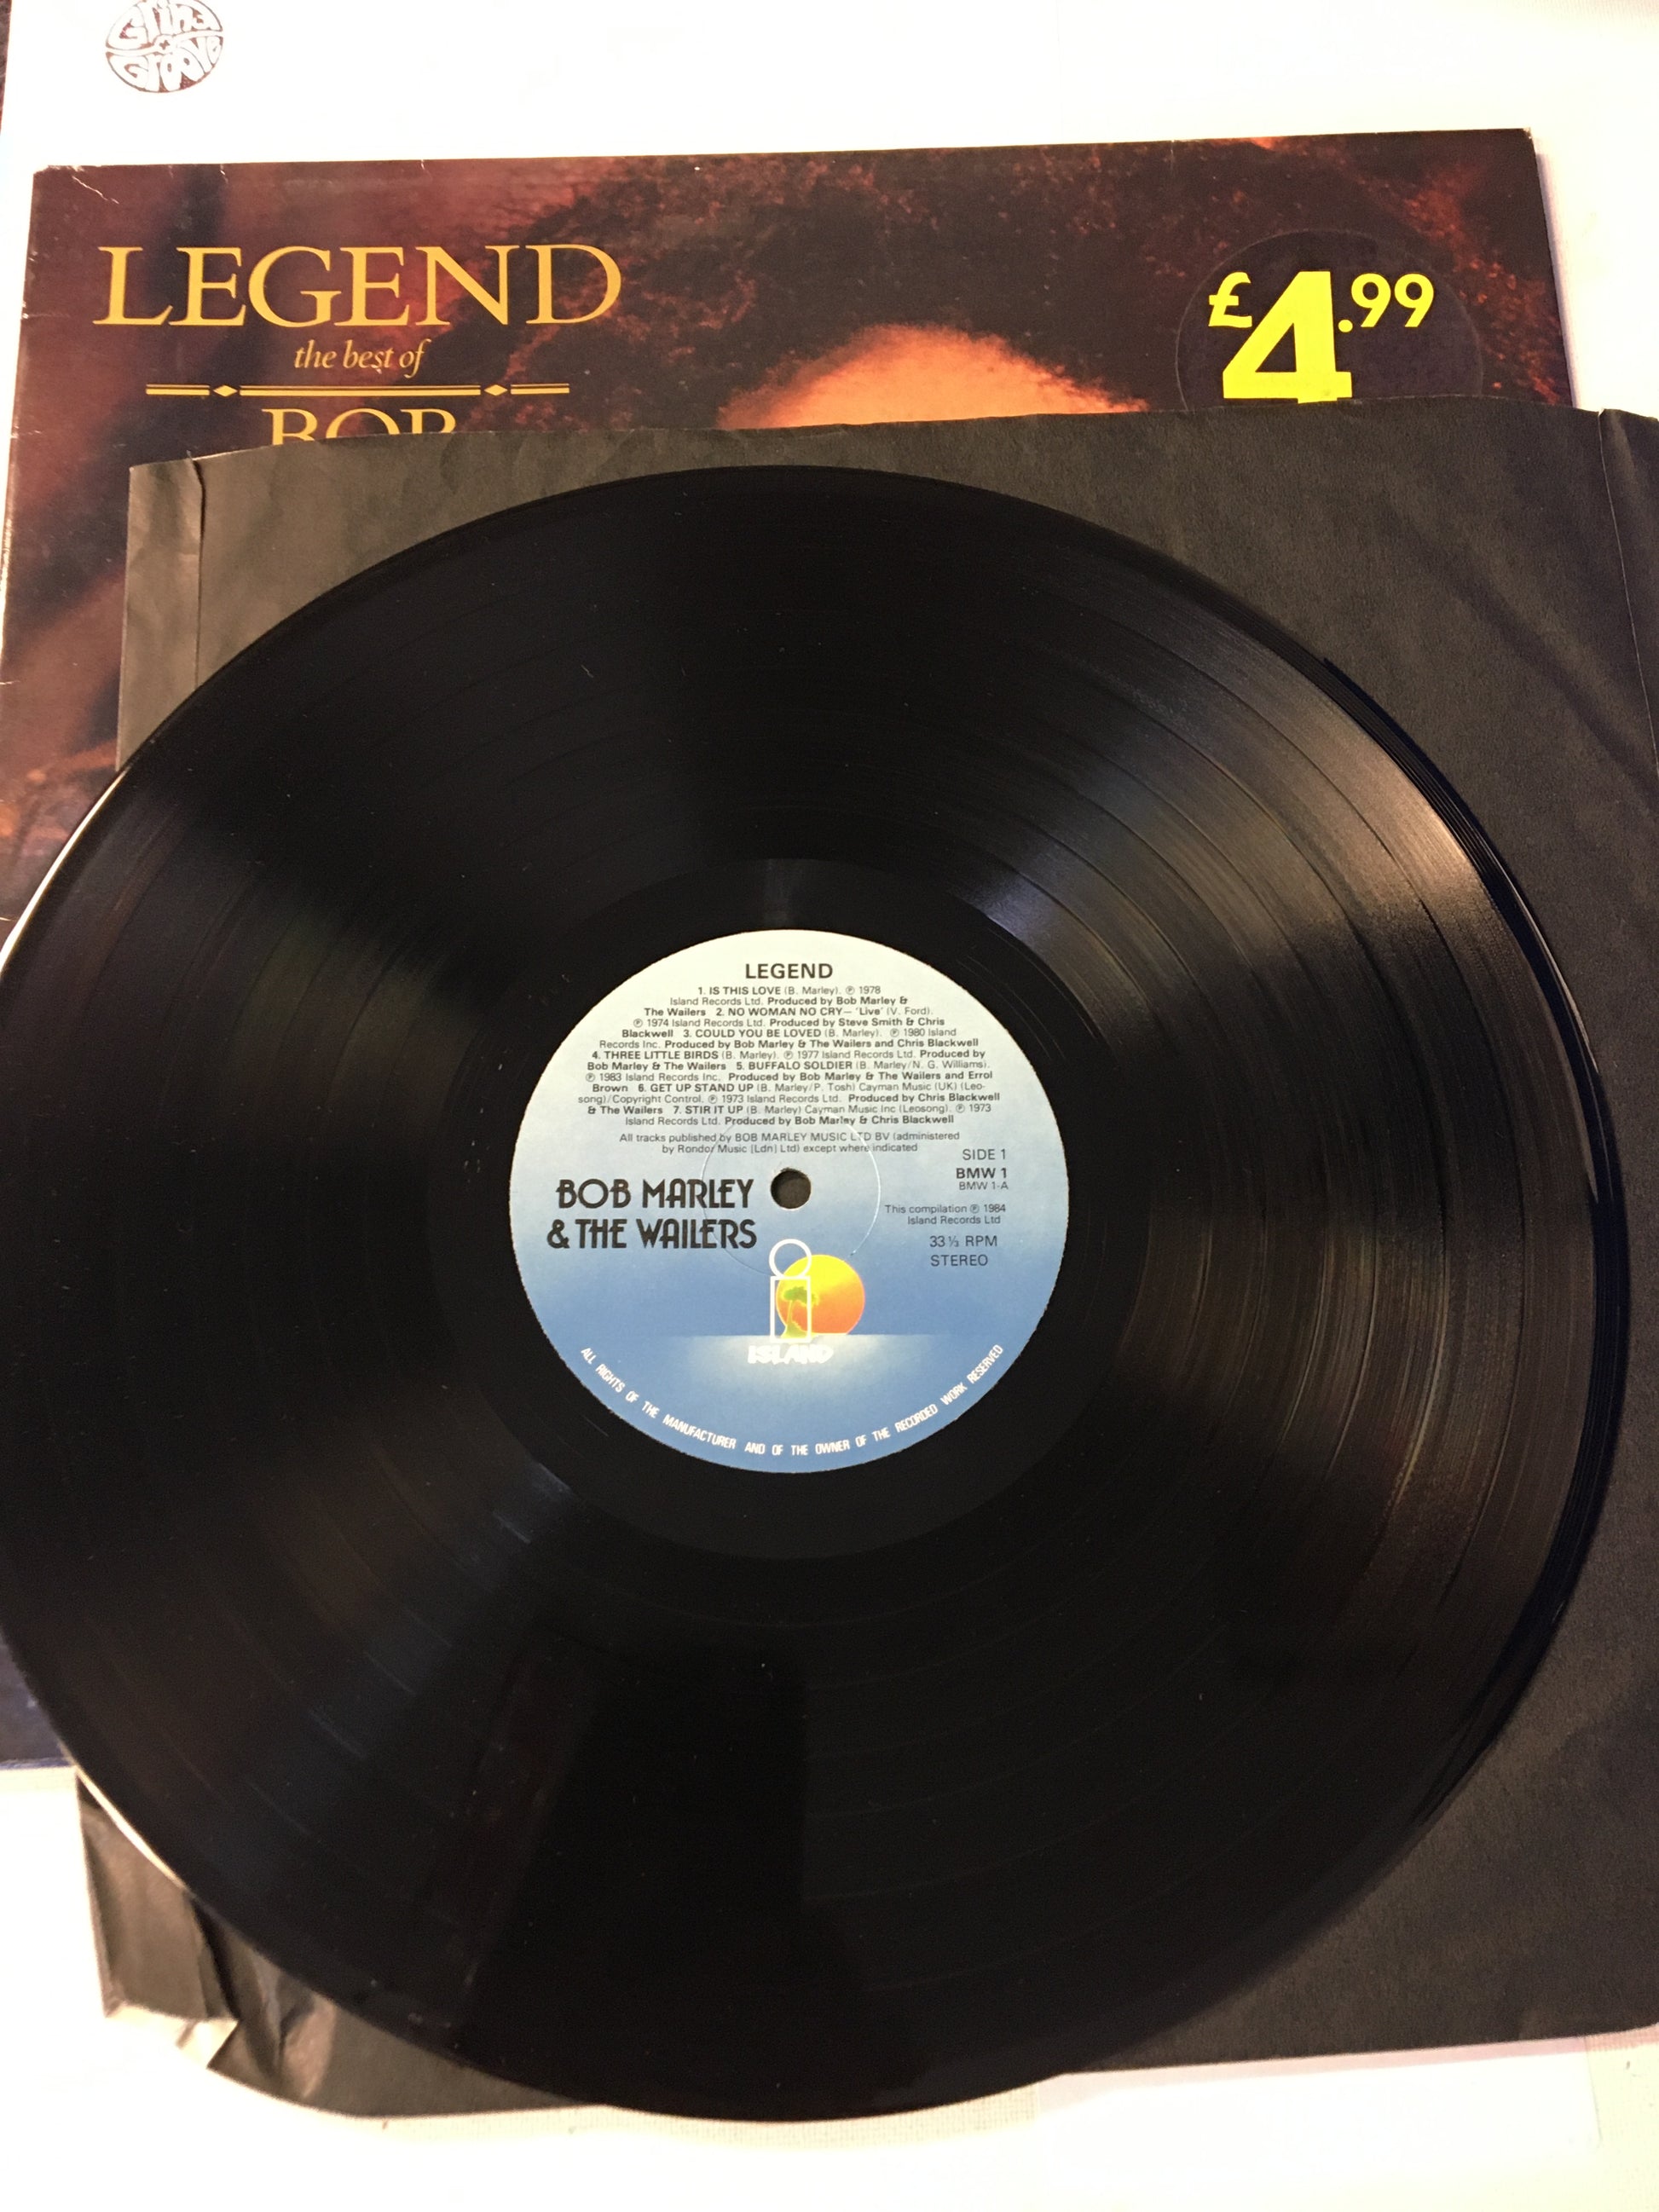 Grind
+
Groove
LEGEND
the best of
BOB
£4.99
LEGEND
1. IS THIS LOVE (B. Marley). ℗ 1978
Island Records Ltd. Produced by Bob Marley &
The Wailers 2. NO WOMAN NO CRY— 'Live' (V. Ford).
℗ 1974 Island Records Ltd. Produced by Steve Smith & Chris
Blackwell 3. COULD YOU BE LOVED (B. Marley). ℗ 1980 Island
Records Inc. Produced by Bob Marley & The Wailers and Chris Blackwell
4. THREE LITTLE BIRDS (B. Marley). ℗ 1977 Island Records Ltd. Produced by
Bob Marley & The Wailers 5. BUFFALO SOLDIER (B. Marley/N. G. Williams).
℗ 1983 Island Records Inc. Produced by Bob Marley & The Wailers and Errol
Brown 6. GET UP STAND UP (B. Marley/P. Tosh) Cayman Music (UK) (Leo-
song)/Copyright Control. ℗ 1973 Island Records Ltd. Produced by Chris Blackwell
& The Wailers 7. STIR IT UP (B. Marley) Cayman Music Inc (Leosong). ℗ 1973
Island Records Ltd. Produced by Bob Marley & Chris Blackwell
All tracks published by BOB MARLEY MUSIC LTD BV (administered
by Rondor Music (Ldn) Ltd) except where indicated
SIDE 1
BMW 1
BMW 1-A
BOB MARLEY
& THE WAILERS
This compilation ℗ 1984
Island Records Ltd
33⅓ RPM
STEREO
ISLAND
ALL RIGHTS OF THE MANUFACTURER AND OF THE OWNER OF THE RECORDED WORK RESERVED